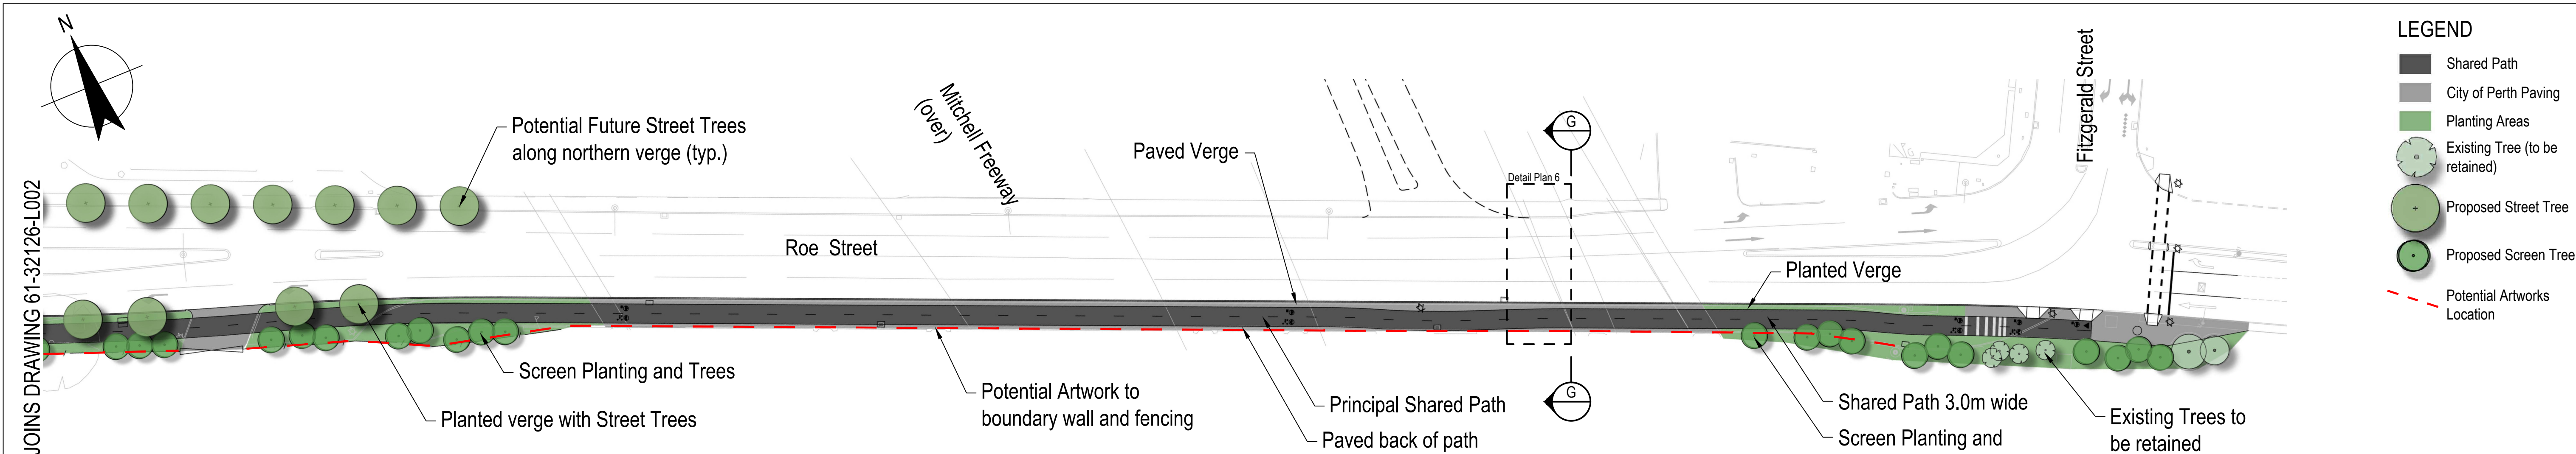 N
JOINS DRAWING 61-32126-L002
Potential Future Street Trees
along northern verge (typ.)
Mitchell Freeway
(over)
Roe Street
Paved Verge
Detail Plan 6
G
Planted Verge
Fitzgerald Street
Screen Planting and Trees
Planted verge with Street Trees
Potential Artwork to
boundary wall and fencing
Principal Shared Path
Paved back of path
G
Shared Path 3.0m wide
Screen Planting and
Existing Trees to
be retained
LEGEND
Shared Path
City of Perth Paving
Planting Areas
Existing Tree (to be
retained)
Proposed Street Tree
Proposed Screen Tree
Potential Artworks
Location